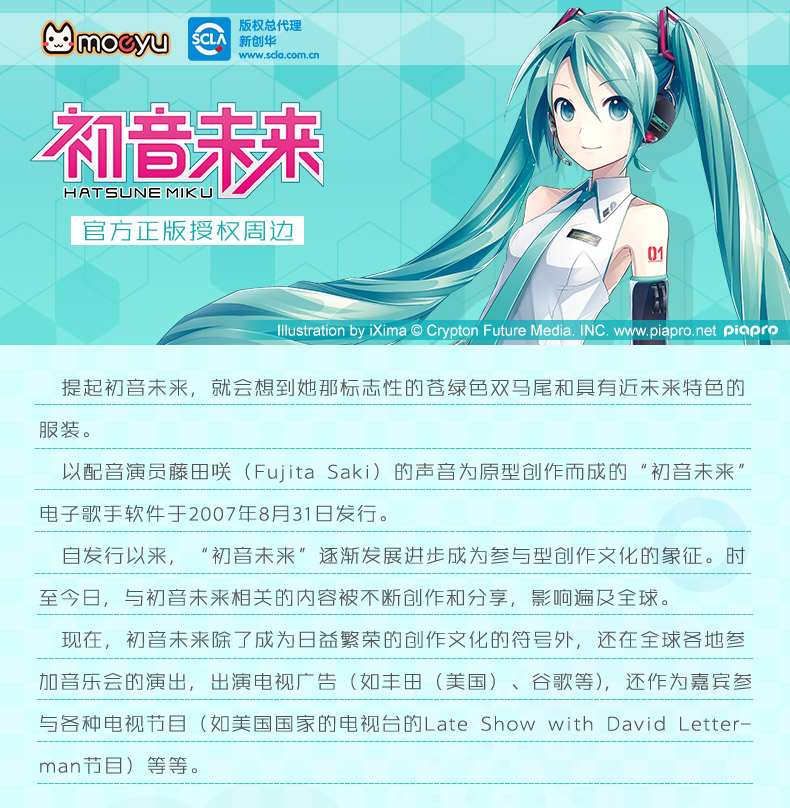 moeyu
SCLA
版权总代理
新创华
www.scla.com.cn
初音未来
HATSUNE MIKU
官方正版授权周边
01
Illustration by iXima © Crypton Future Media. INC. www.piapro.net piapro
提起初音未来，就会想到她那标志性的苍绿色双马尾和具有近未来特色的
服装。
以配音演员藤田咲（Fujita Saki）的声音为原型创作而成的“初音未来”
电子歌手软件于2007年8月31日发行。
自发行以来，“初音未来”逐渐发展进步成为参与型创作文化的象征。时
至今日，与初音未来相关的内容被不断创作和分享，影响遍及全球。
现在，初音未来除了成为日益繁荣的创作文化的符号外，还在全球各地参
加音乐会的演出，出演电视广告（如丰田（美国）、谷歌等），还作为嘉宾参
与各种电视节目（如美国国家的电视台的Late Show with David Letter-
man节目）等等。